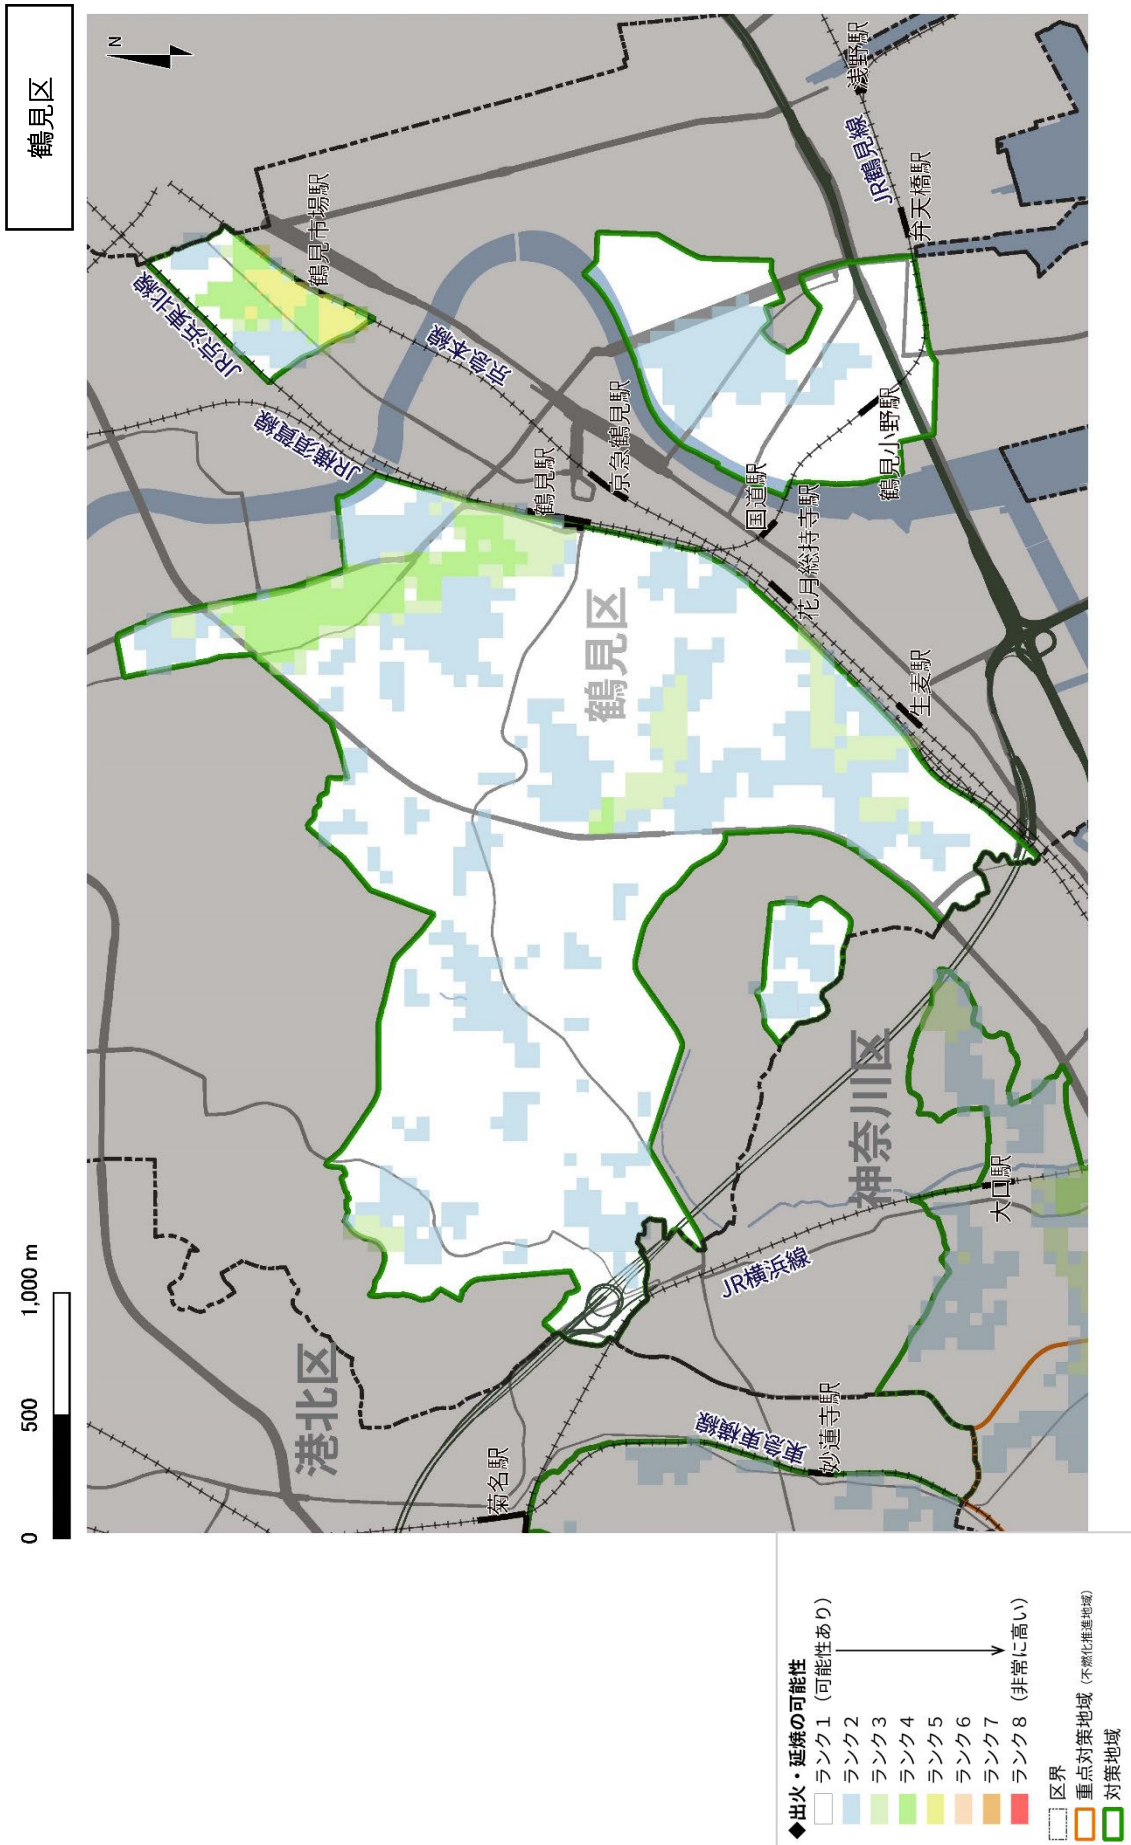 鶴見区
N
0 500 1,000 m
港北区
鶴見区
神奈川区
JR京浜東北線
JR横須賀線
京急本線
JR鶴見線
JR横浜線
東急東横線
鶴見市場駅
浅野駅
弁天橋駅
鶴見小野駅
国道駅
京急鶴見駅
鶴見駅
花月総持寺駅
生麦駅
大口駅
妙蓮寺駅
菊名駅
◆出火・延焼の可能性
ランク1（可能性あり）
ランク2
ランク3
ランク4
ランク5
ランク6
ランク7
ランク8（非常に高い）
区界
重点対策地域（不燃化推進地域）
対策地域